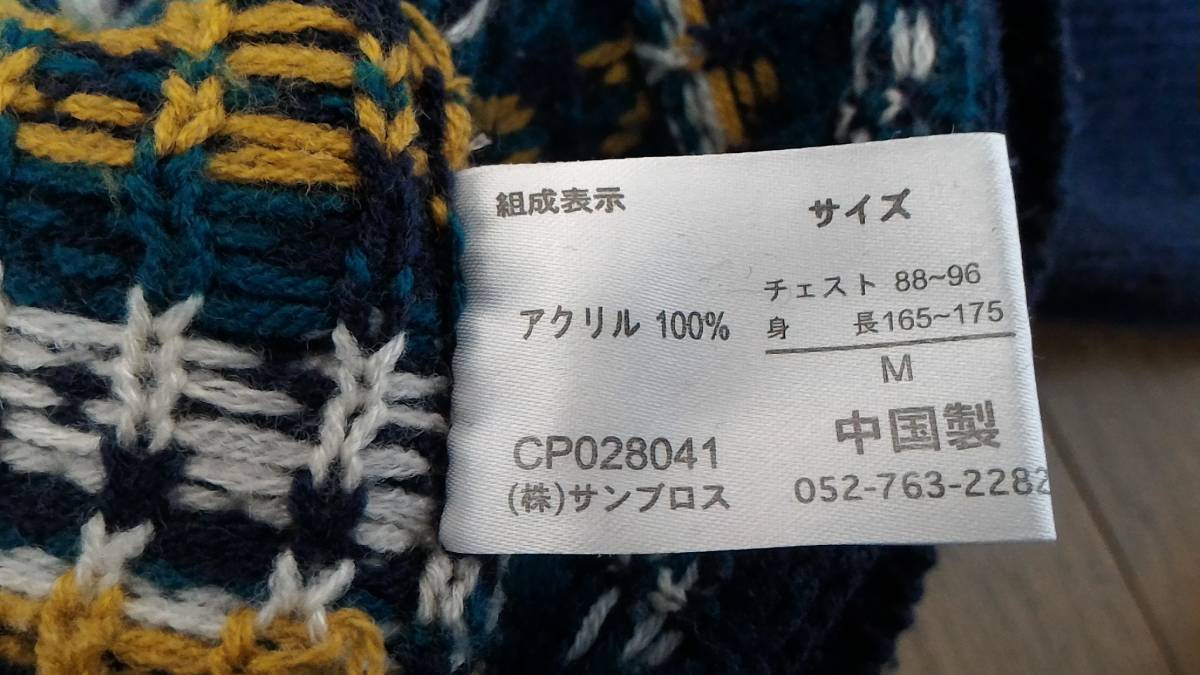 組成表示
アクリル 100%
サイズ
チェスト 88~96
身 長165~175
M
CP028041
(株)サンブロス
中国製
052-763-2282